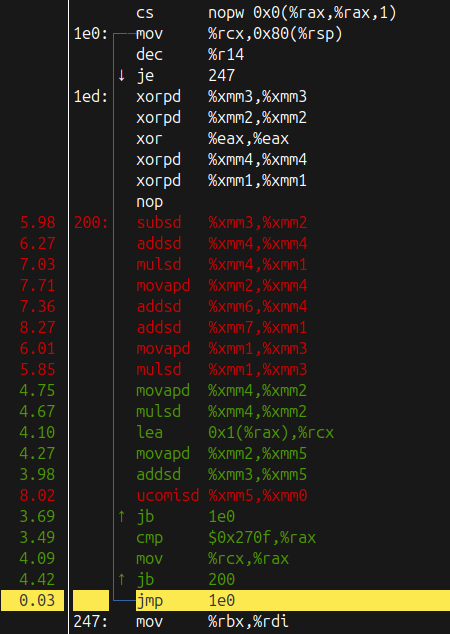 cs nopw 0x0(%rax,%rax,1)
1e0: mov %rcx,0x80(%rsp)
dec %r14
↓ je 247
1ed: xorpd %xmm3,%xmm3
xorpd %xmm2,%xmm2
xor %eax,%eax
xorpd %xmm4,%xmm4
xorpd %xmm1,%xmm1
nop
5.98 200: subsd %xmm3,%xmm2
6.27 addsd %xmm4,%xmm4
7.03 mulsd %xmm4,%xmm1
7.71 movapd %xmm2,%xmm4
7.36 addsd %xmm6,%xmm4
8.27 addsd %xmm7,%xmm1
6.01 movapd %xmm1,%xmm3
5.85 mulsd %xmm1,%xmm3
4.75 movapd %xmm4,%xmm2
4.67 mulsd %xmm4,%xmm2
4.10 lea 0x1(%rax),%rcx
4.27 movapd %xmm2,%xmm5
3.98 addsd %xmm3,%xmm5
8.02 ucomisd %xmm5,%xmm0
3.69 ↑ jb 1e0
3.49 cmp $0x270f,%rax
4.09 mov %rcx,%rax
4.42 ↑ jb 200
0.03 jmp 1e0
247: mov %rbx,%rdi